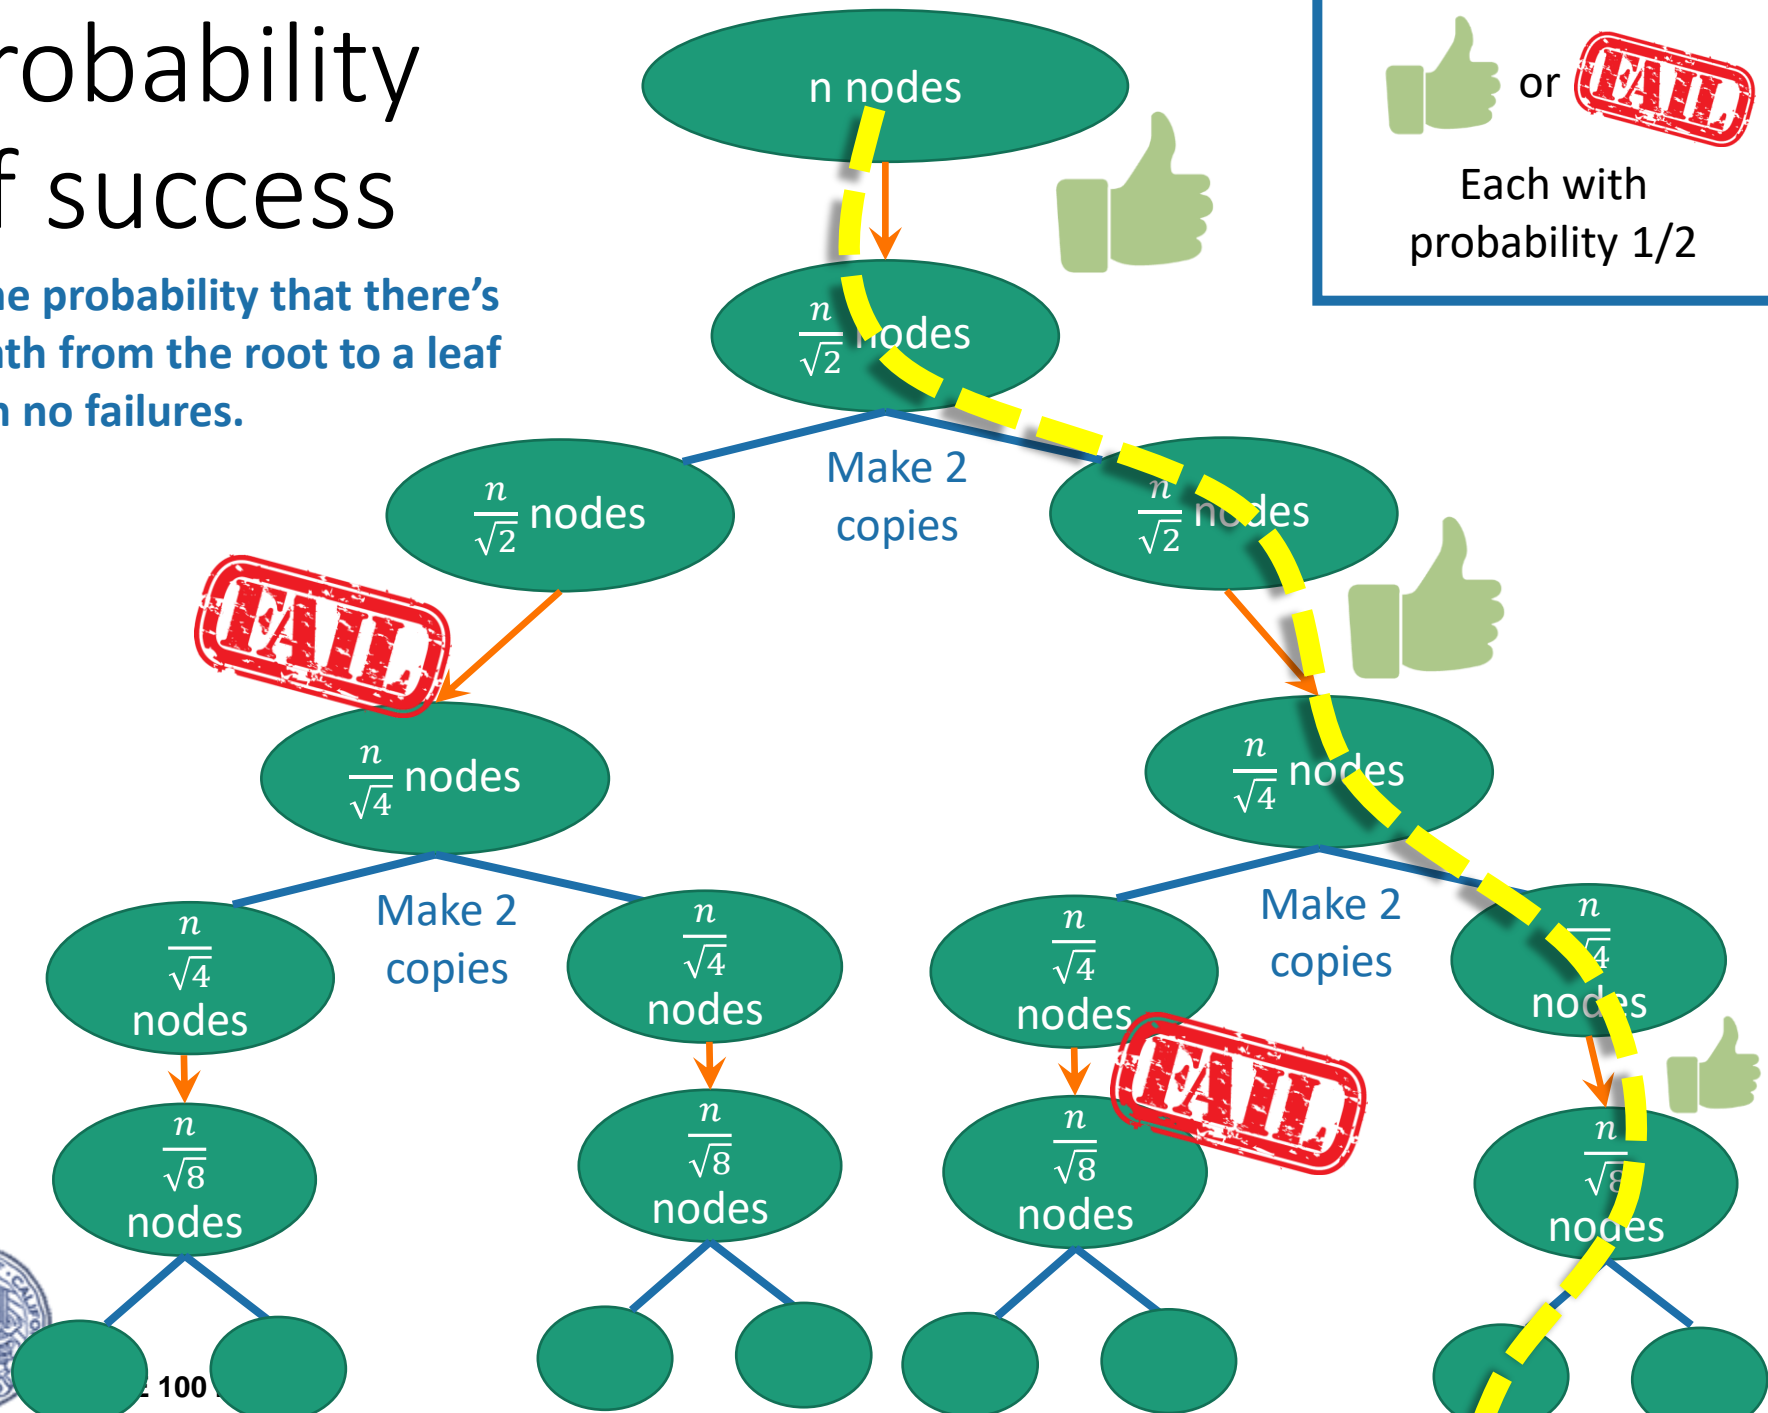 robability
f success
he probability that there's
ath from the root to a leaf
h no failures.
n nodes
or FAIL
Each with
probability 1/2
n/√2 nodes
Make 2
copies
n/√2 nodes
n/√2 nodes
FAIL
n/√4 nodes
n/√4 nodes
Make 2
copies
Make 2
copies
n/√4
nodes
n/√4
nodes
n/√4
nodes
n/√4
nodes
FAIL
n/√8
nodes
n/√8
nodes
n/√8
nodes
n/√8
nodes
E 100